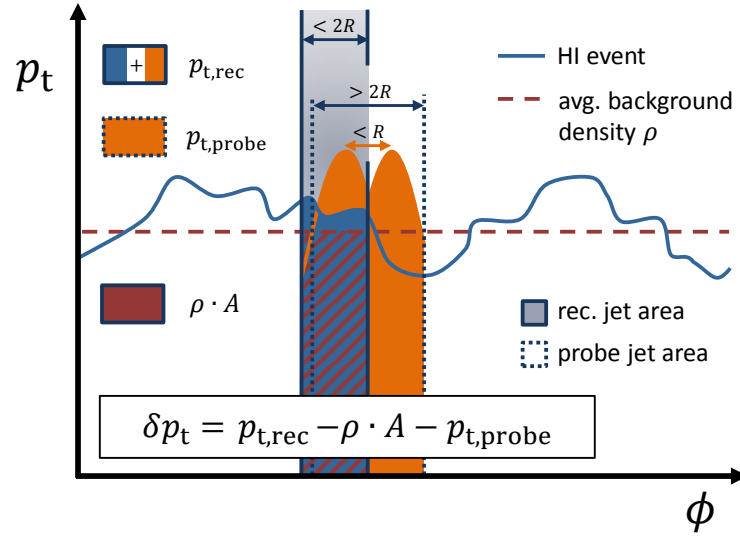 p_t
+
p_t,rec
p_t,probe
< 2R
> 2R
< R
HI event
avg. background
density ρ
ρ · A
rec. jet area
probe jet area
δp_t = p_t,rec − ρ · A − p_t,probe
ϕ